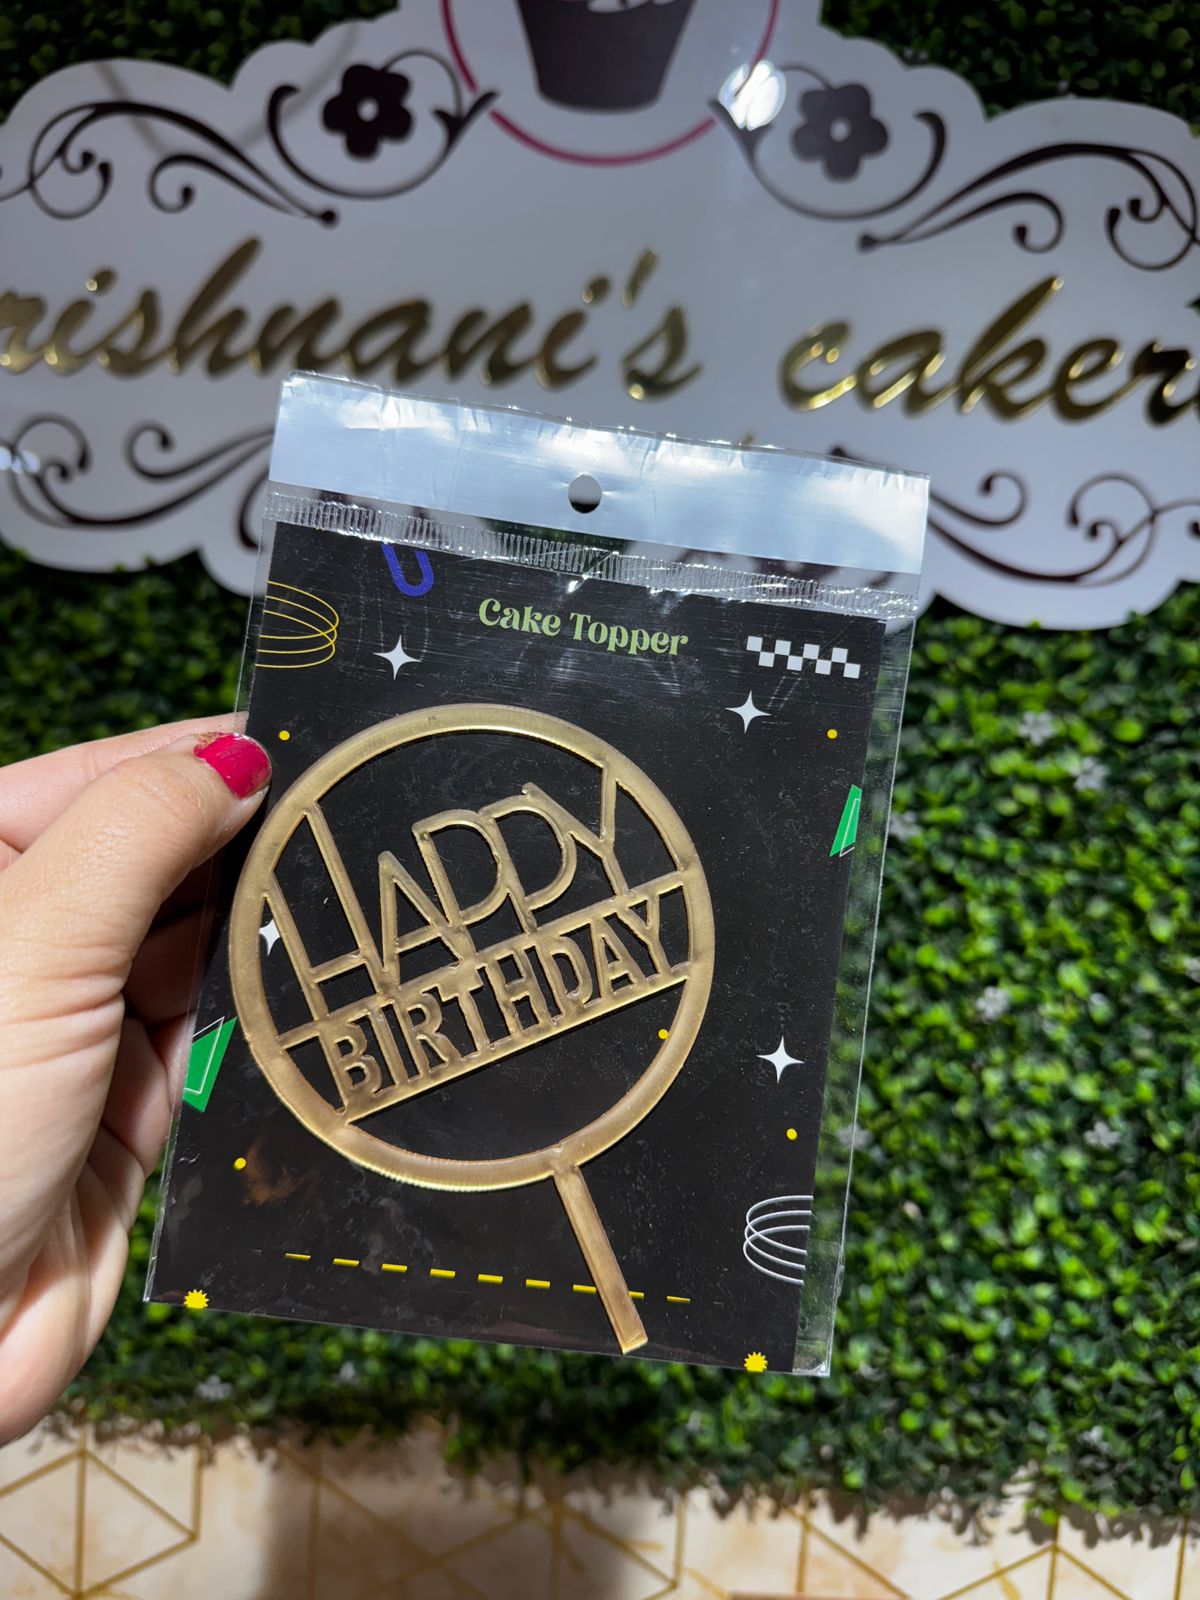 rishnani's caker
Cake Topper
HAPPY
BIRTHDAY